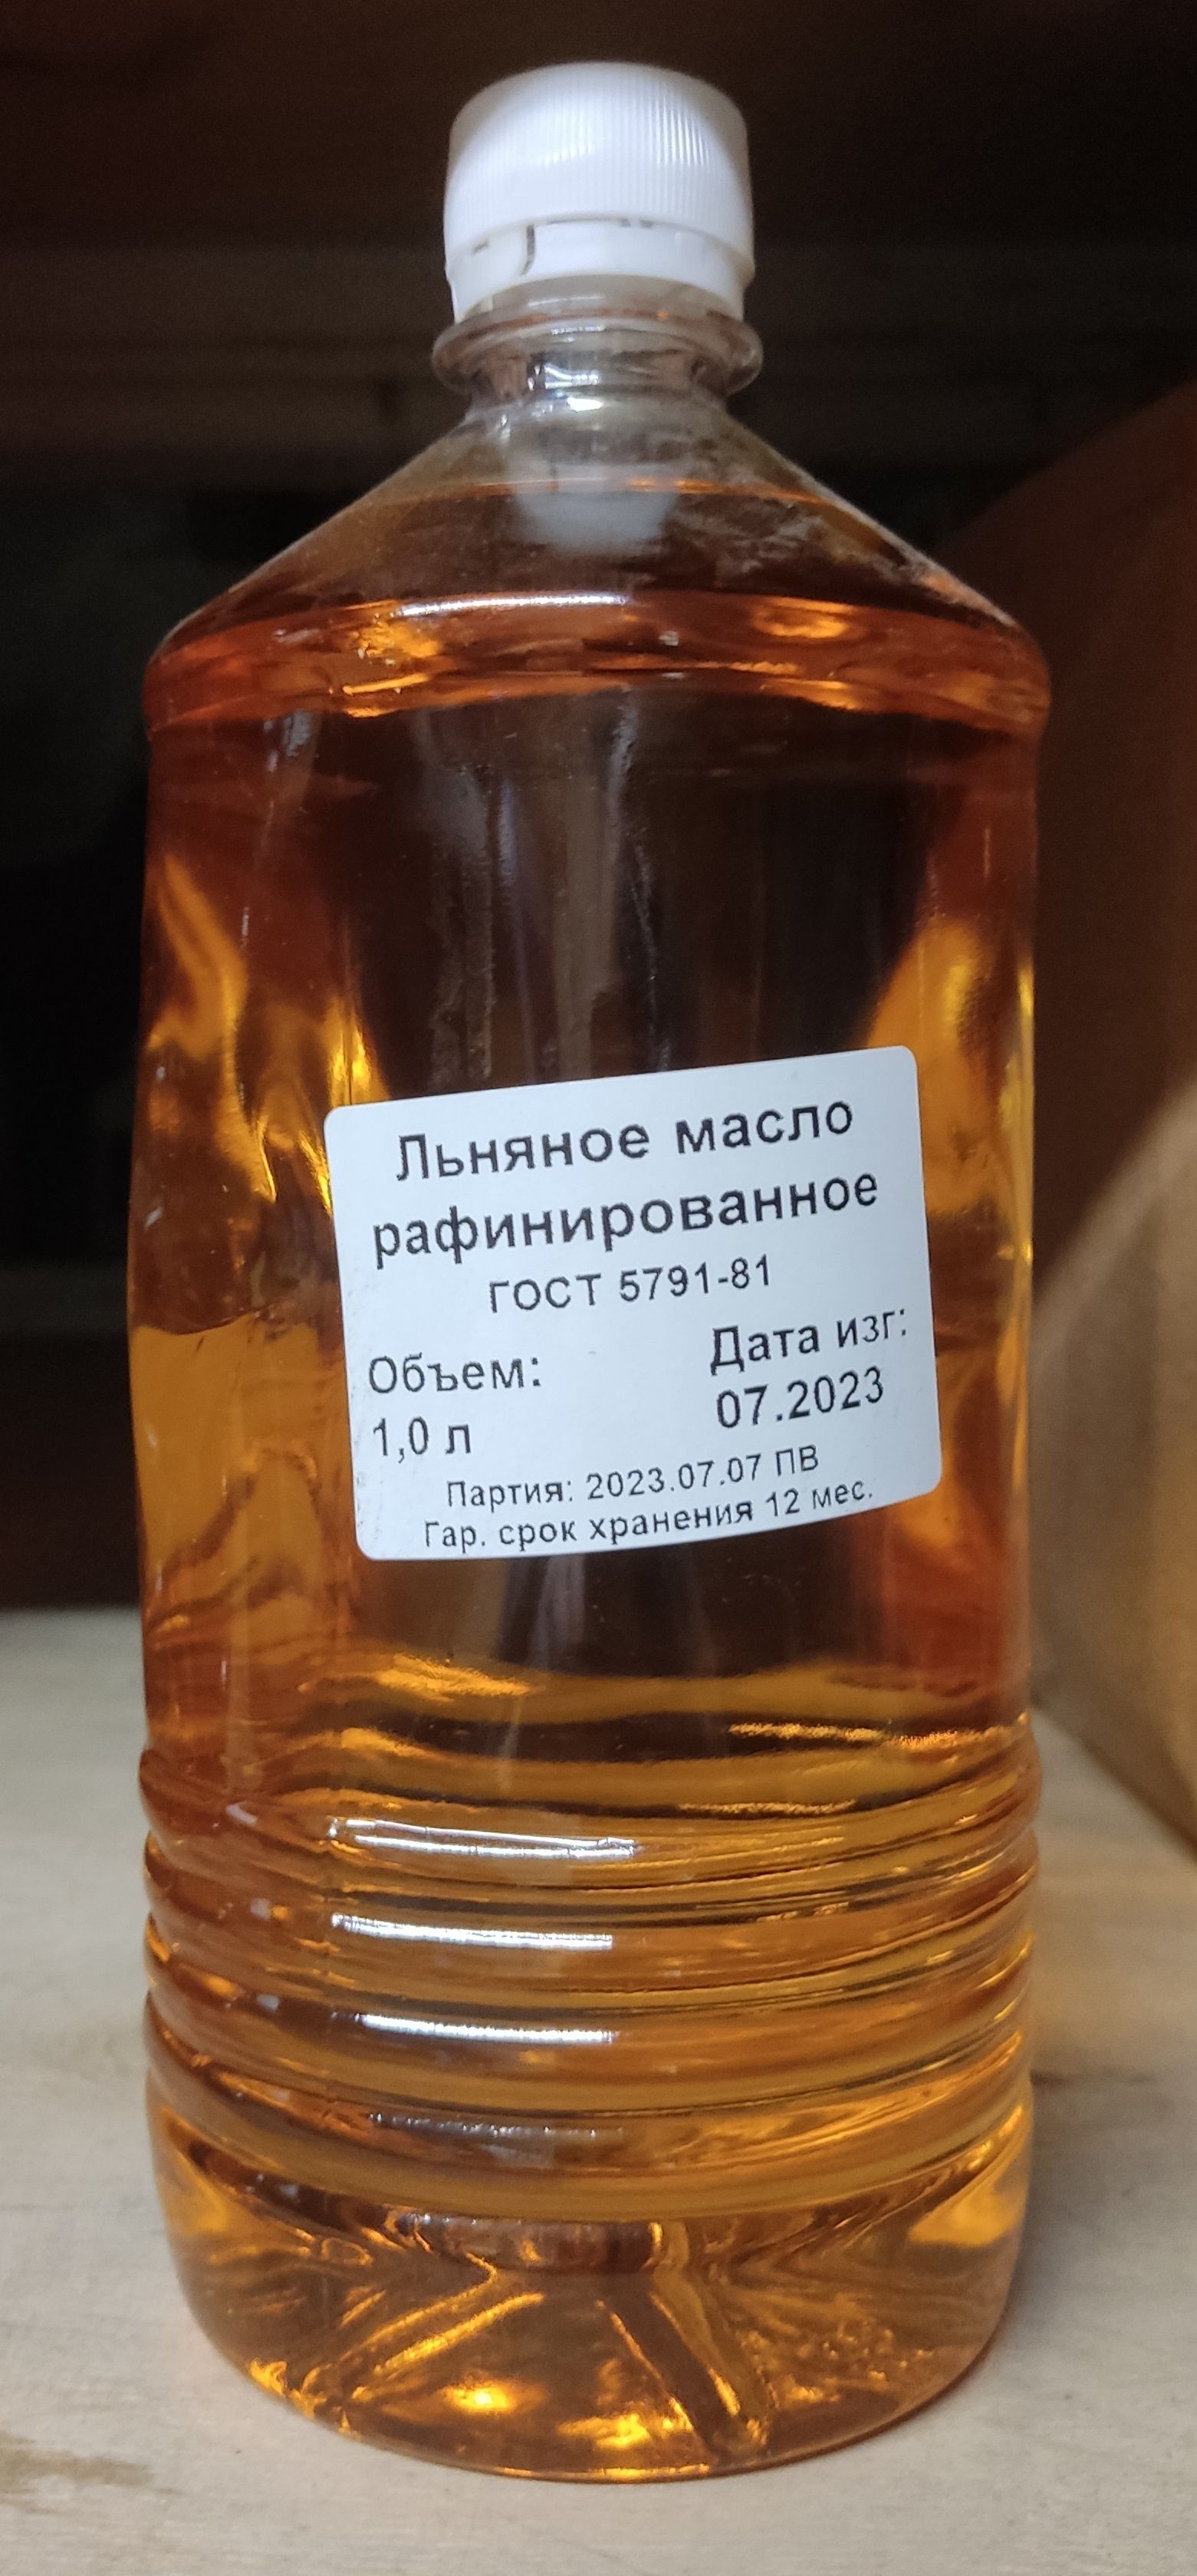 Льняное масло
рафинированное
ГОСТ 5791-81
Объем:
1,0 л
Дата изг:
07.2023
Партия: 2023.07.07 ПВ
Гар. срок хранения 12 мес.